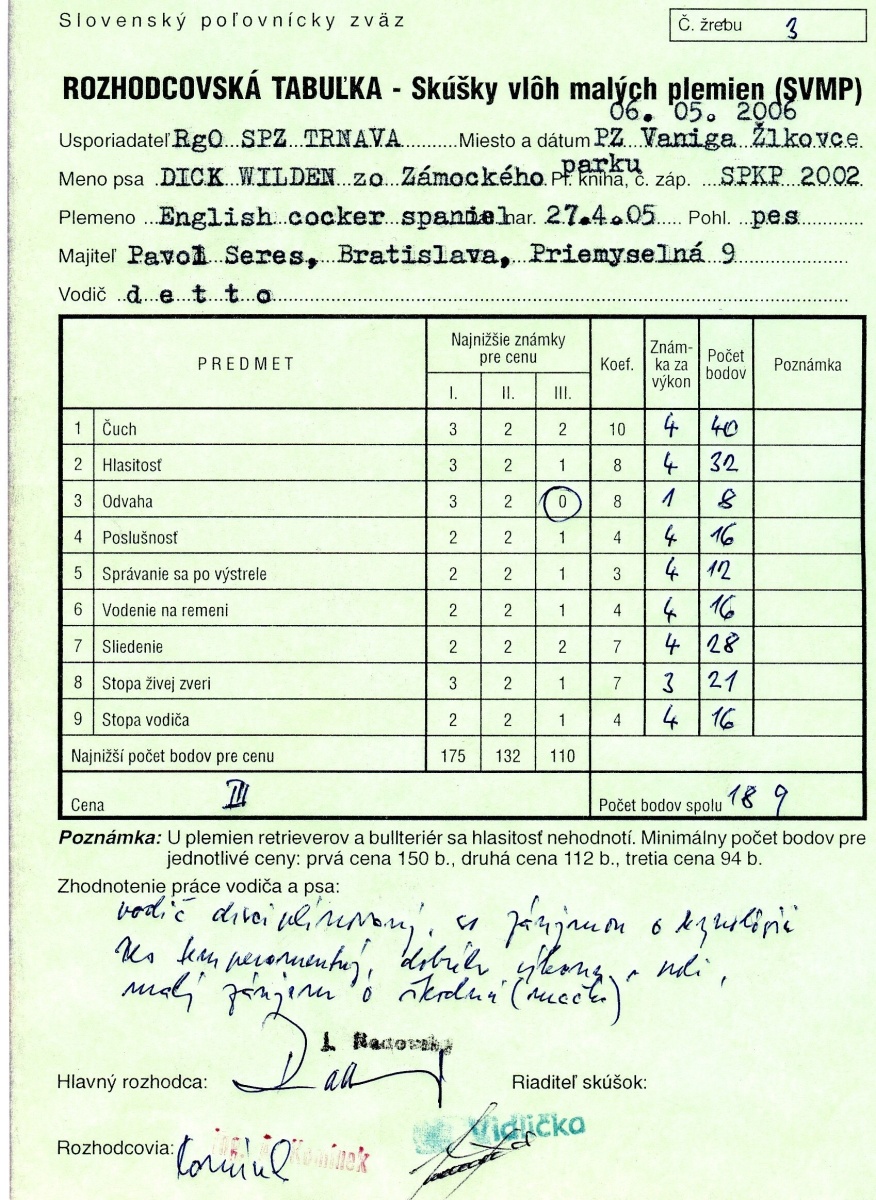 Slovenský poľovnícky zväz
Č. žrebu 3
ROZHODCOVSKÁ TABUĽKA - Skúšky vlôh malých plemien (SVMP)
06. 05. 2006
Usporiadateľ RgO SPZ TRNAVA Miesto a dátum PZ Vaniga Žlkovce
parku
Meno psa DICK WILDEN zo Zámockého Pl. kniha, č. záp. SPKP 2002
Plemeno English cocker spaniel nar. 27.4.05 Pohl. pes
Majiteľ Pavol Seres, Bratislava, Priemyselná 9
Vodič detto
PREDMET Najnižšie známky pre cenu Koef. Znám-ka za výkon Počet bodov Poznámka
I. II. III.
1 Čuch 3 2 2 10 4 40
2 Hlasitosť 3 2 1 8 4 32
3 Odvaha 3 2 0 8 1 8
4 Poslušnosť 2 2 1 4 4 16
5 Správanie sa po výstrele 2 2 1 3 4 12
6 Vodenie na remeni 2 2 1 4 4 16
7 Sliedenie 2 2 2 7 4 28
8 Stopa živej zveri 3 2 1 7 3 21
9 Stopa vodiča 2 2 1 4 4 16
Najnižší počet bodov pre cenu 175 132 110
Cena III Počet bodov spolu 189
Poznámka: U plemien retrieverov a bullteriér sa hlasitosť nehodnotí. Minimálny počet bodov pre
jednotlivé ceny: prvá cena 150 b., druhá cena 112 b., tretia cena 94 b.
Zhodnotenie práce vodiča a psa:
vodič disciplinovaný, so záujmom o kynológiu
temperamentný, dobré výkony
malý záujem o škodnú (mačka)
Hlavný rozhodca:
Riaditeľ skúšok:
Vidlička
Rozhodcovia: Ing. Komínek